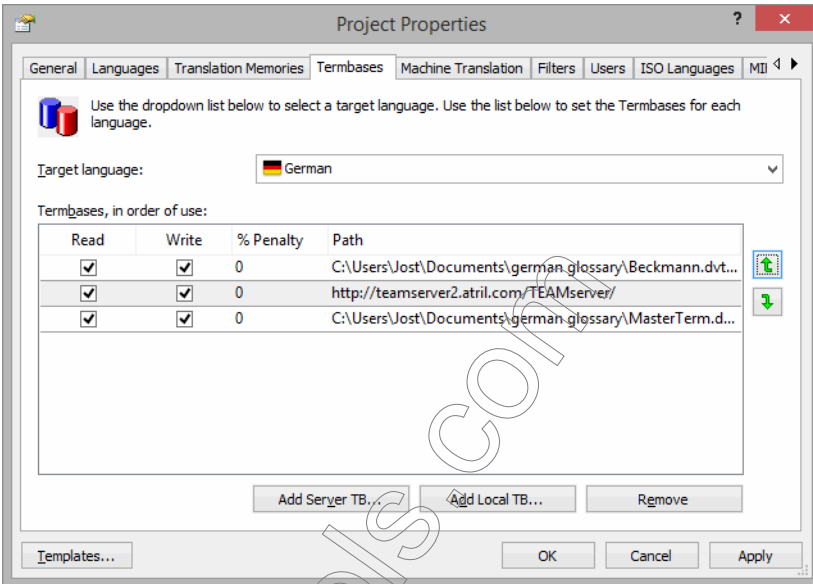 Project Properties
?
General Languages Translation Memories Termbases Machine Translation Filters Users ISO Languages
Use the dropdown list below to select a target language. Use the list below to set the Termbases for each
language.
Target language:
German
Termbases, in order of use:
Read Write % Penalty Path
0 C:\Users\Jost\Documents\german glossary\Beckmann.dvt...
0 http://teamserver2.atril.com/TEAMserver/
0 C:\Users\Jost\Documents\german glossary\MasterTerm.d...
Add Server TB... Add Local TB... Remove
Templates... OK Cancel Apply
ols.com